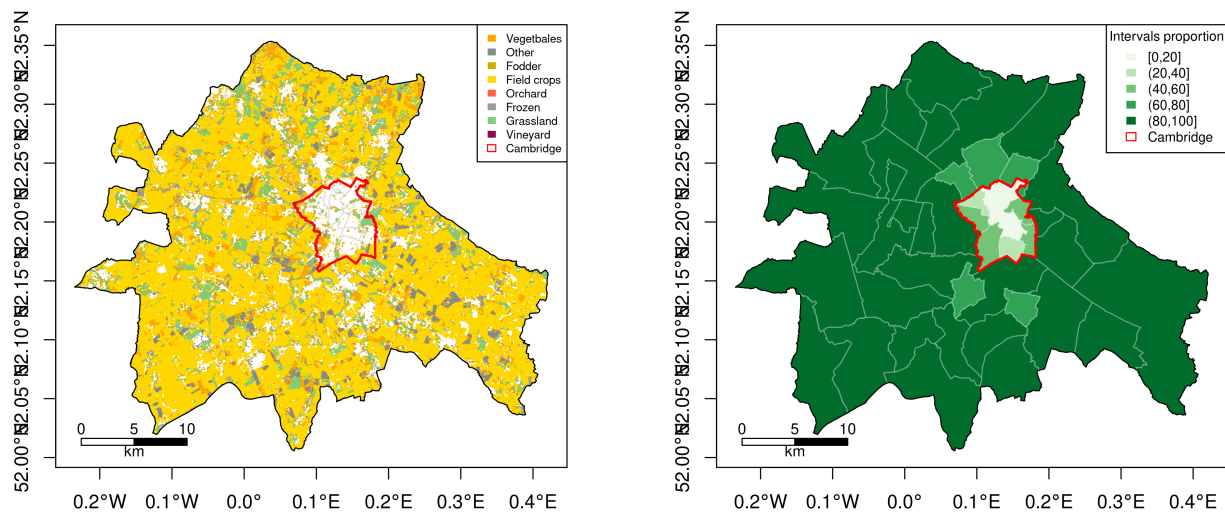 52.35°N
52.30°N
52.25°N
52.20°N
52.15°N
52.10°N
52.05°N
52.00°N
Vegetbales
Other
Fodder
Field crops
Orchard
Frozen
Grassland
Vineyard
Cambridge
0 5 10
km
0.2°W 0.1°W 0.0° 0.1°E 0.2°E 0.3°E 0.4°E
52.35°N
52.30°N
52.25°N
52.20°N
52.15°N
52.10°N
52.05°N
52.00°N
Intervals proportion
[0,20]
(20,40]
(40,60]
(60,80]
(80,100]
Cambridge
0 5 10
km
0.2°W 0.1°W 0.0° 0.1°E 0.2°E 0.3°E 0.4°E